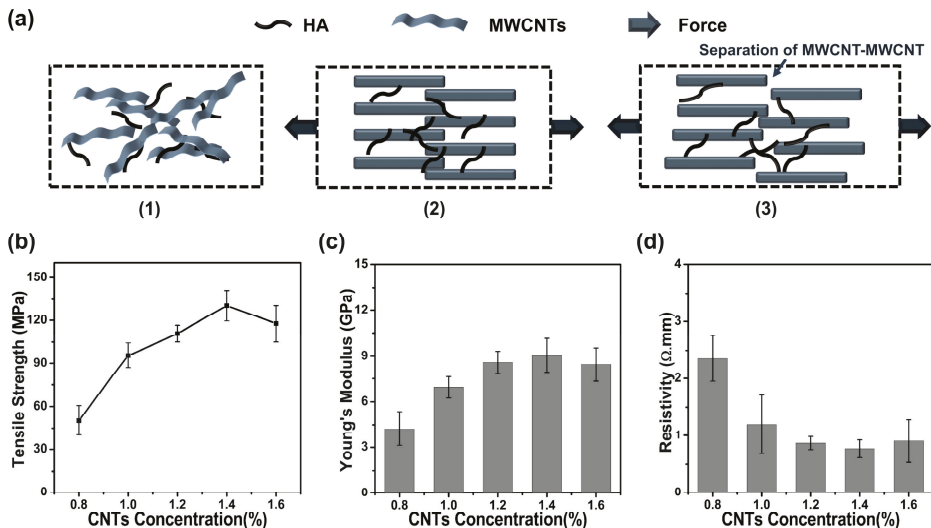 (a)
HA
MWCNTs
Force
Separation of MWCNT-MWCNT
(1)
(2)
(3)
(b)
Tensile Strength (MPa)
150
120
90
60
30
0
0.8 1.0 1.2 1.4 1.6
CNTs Concentration(%)
(c)
Young's Modulus (GPa)
15
12
9
6
3
0
0.8 1.0 1.2 1.4 1.6
CNTs Concentration(%)
(d)
Resistivity (Ω.mm)
4
3
2
1
0
0.8 1.0 1.2 1.4 1.6
CNTs Concentration(%)